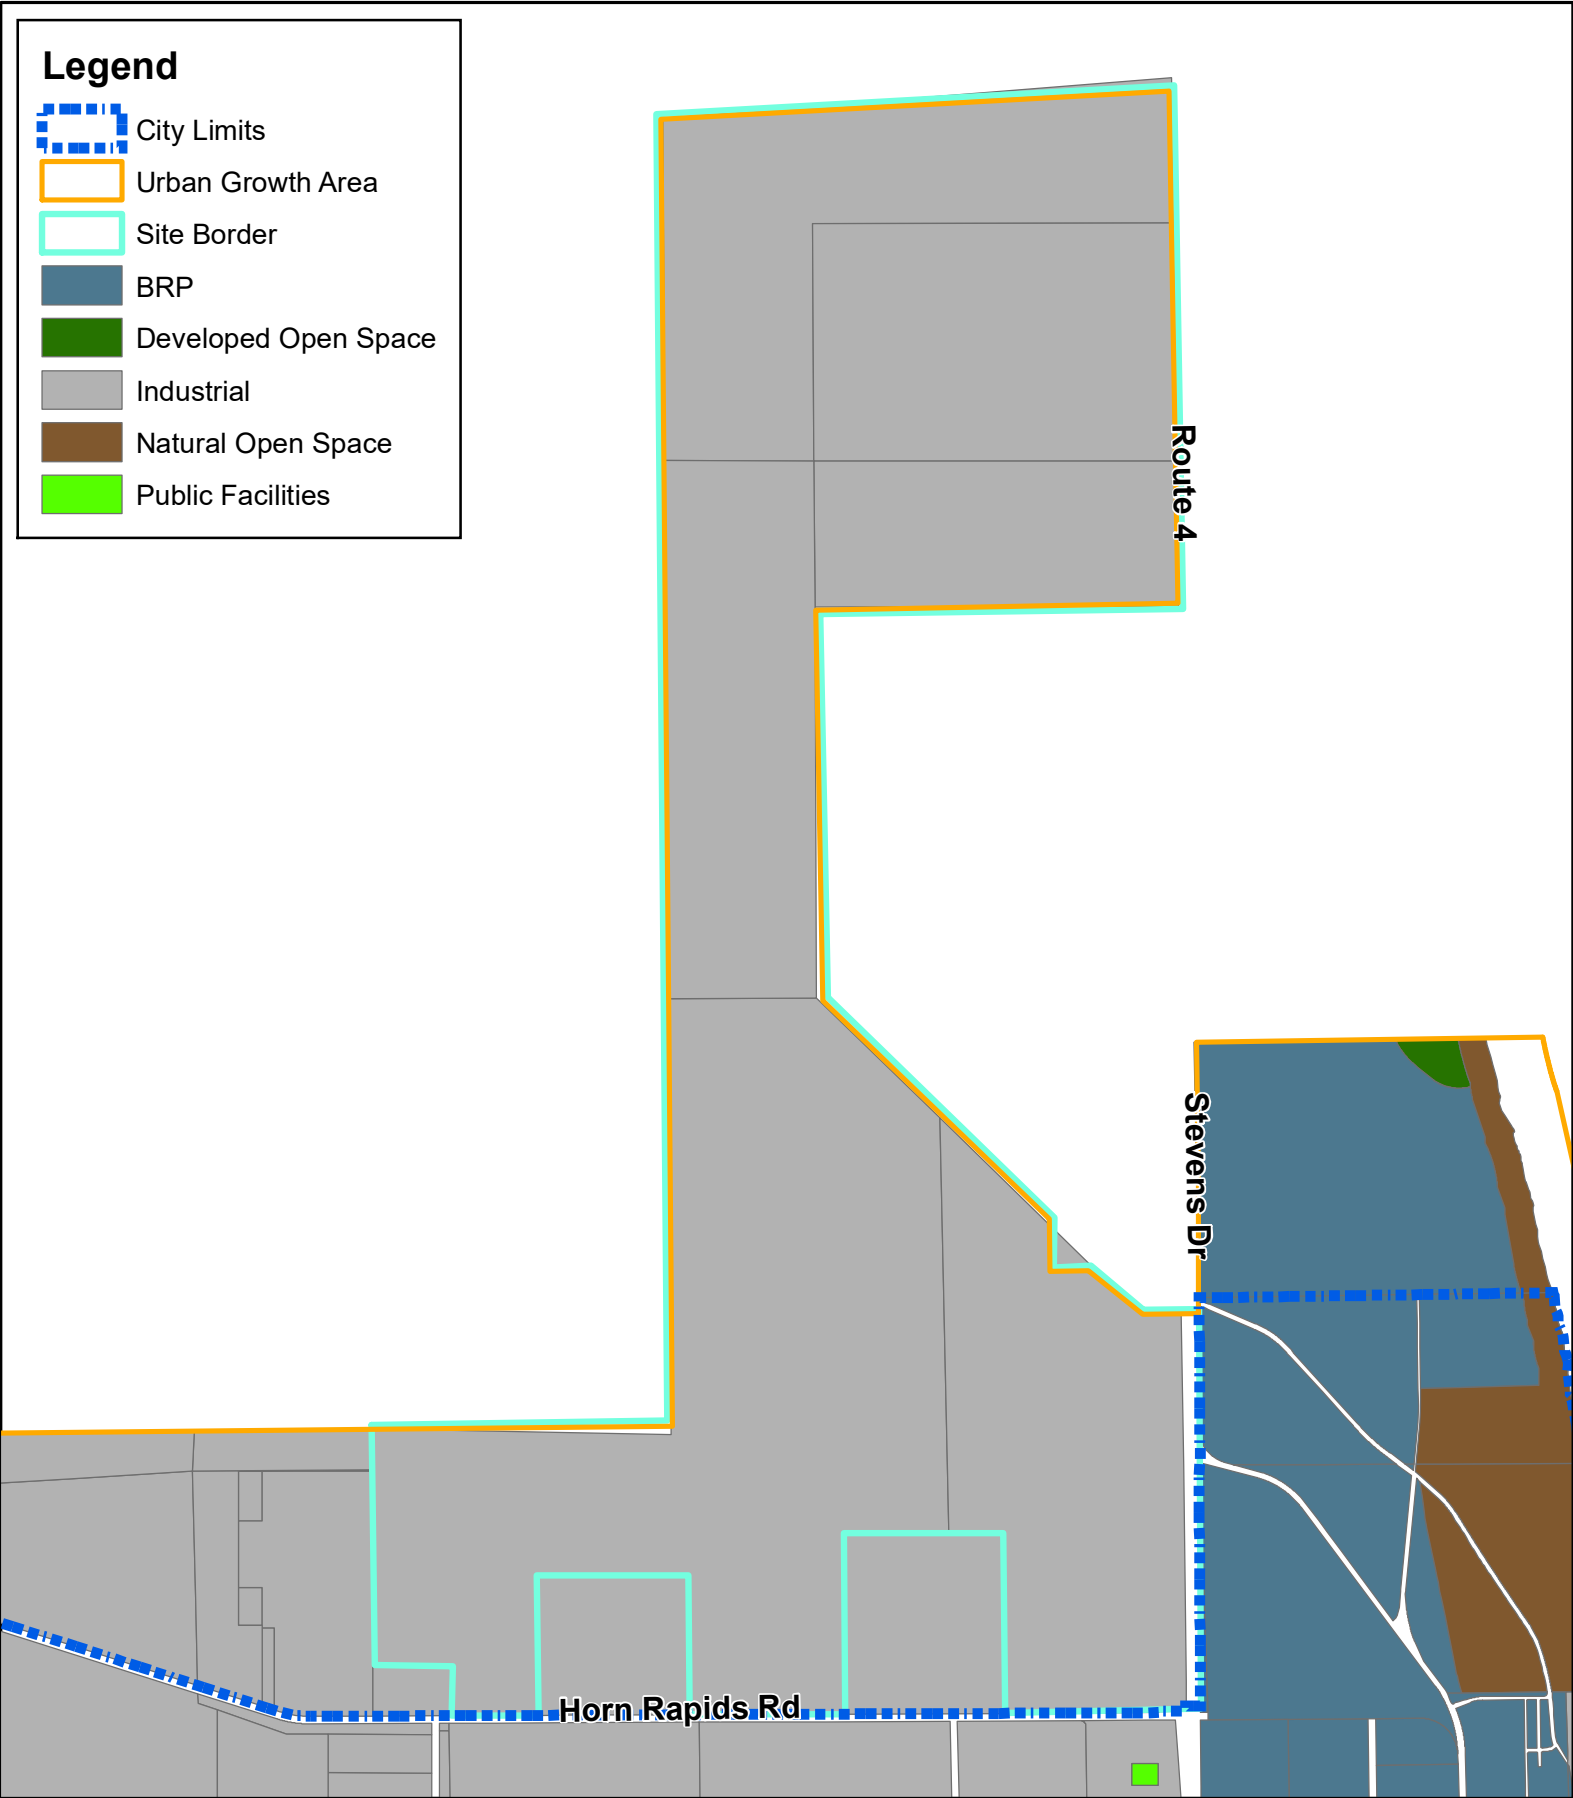 Legend
City Limits
Urban Growth Area
Site Border
BRP
Developed Open Space
Industrial
Natural Open Space
Public Facilities
Route 4
Stevens Dr
Horn Rapids Rd